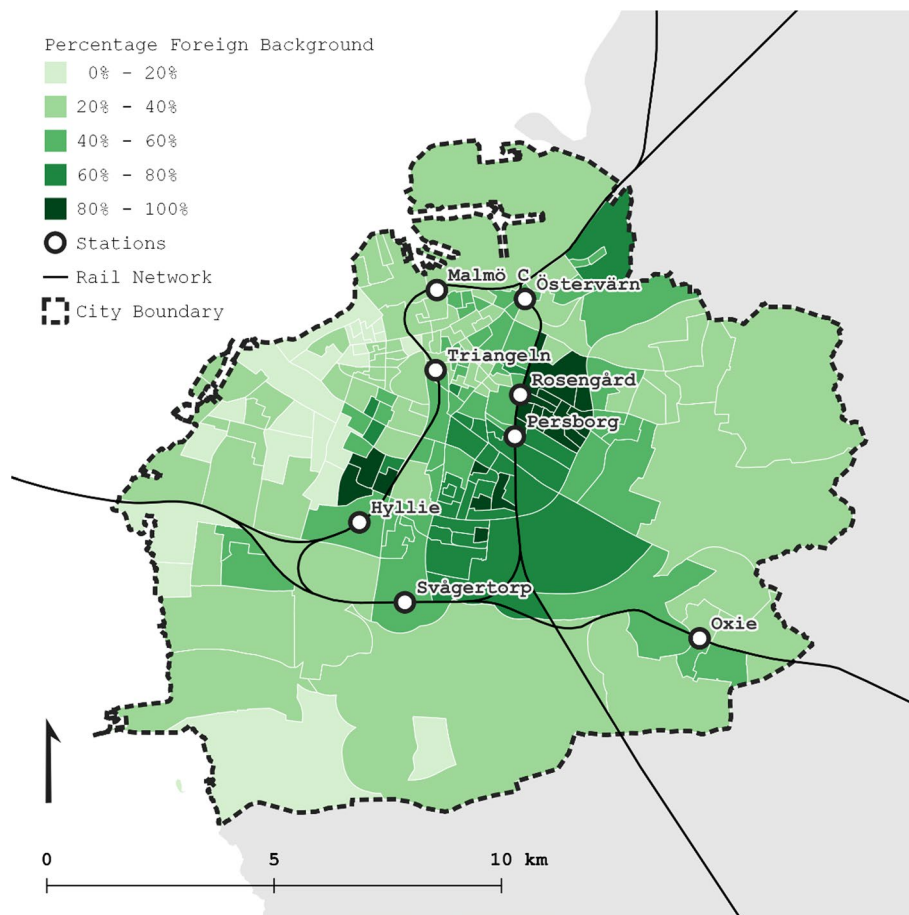 Percentage Foreign Background
0% - 20%
20% - 40%
40% - 60%
60% - 80%
80% - 100%
Stations
Rail Network
City Boundary
Malmö C
Östervärn
Triangeln
Rosengård
Persborg
Hyllie
Svågertorp
Oxie
0 5 10 km